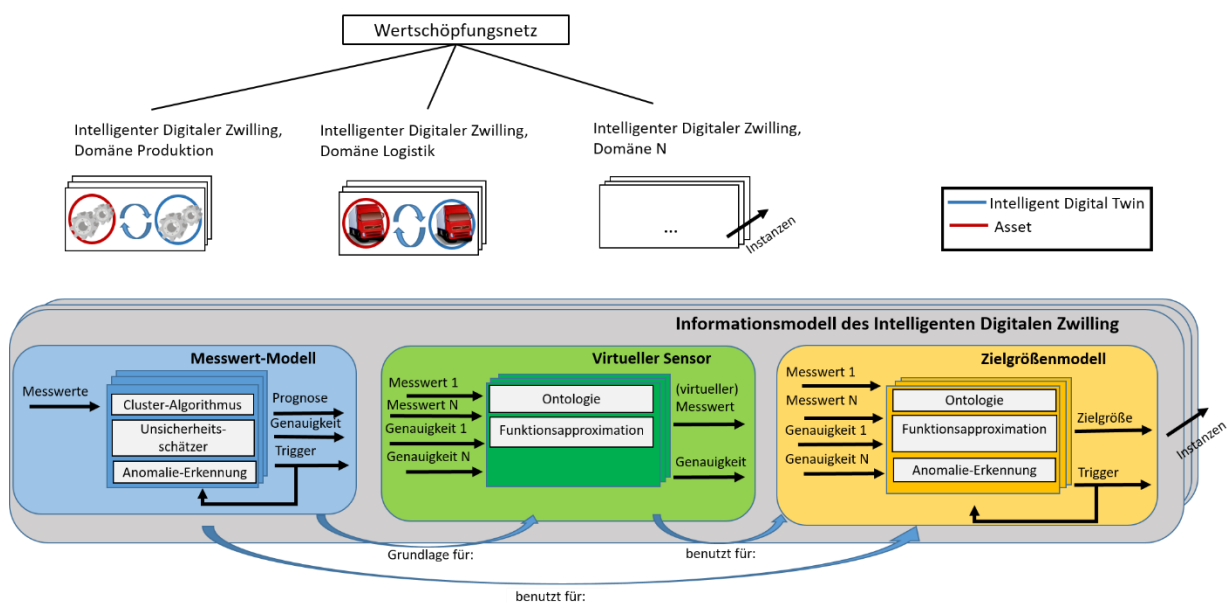 Wertschöpfungsnetz
Intelligenter Digitaler Zwilling,
Domäne Produktion
Intelligenter Digitaler Zwilling,
Domäne Logistik
Intelligenter Digitaler Zwilling,
Domäne N
...
Instanzen
Intelligent Digital Twin
Asset
Informationsmodell des Intelligenten Digitalen Zwilling
Messwert-Modell
Messwerte
Cluster-Algorithmus
Unsicherheits-
schätzer
Anomalie-Erkennung
Prognose
Genauigkeit
Trigger
Virtueller Sensor
Messwert 1
Messwert N
Genauigkeit 1
Genauigkeit N
Ontologie
Funktionsapproximation
(virtueller)
Messwert
Genauigkeit
Zielgrößenmodell
Messwert 1
Messwert N
Genauigkeit 1
Genauigkeit N
Ontologie
Funktionsapproximation
Anomalie-Erkennung
Zielgröße
Trigger
Instanzen
Grundlage für:
benutzt für:
benutzt für: